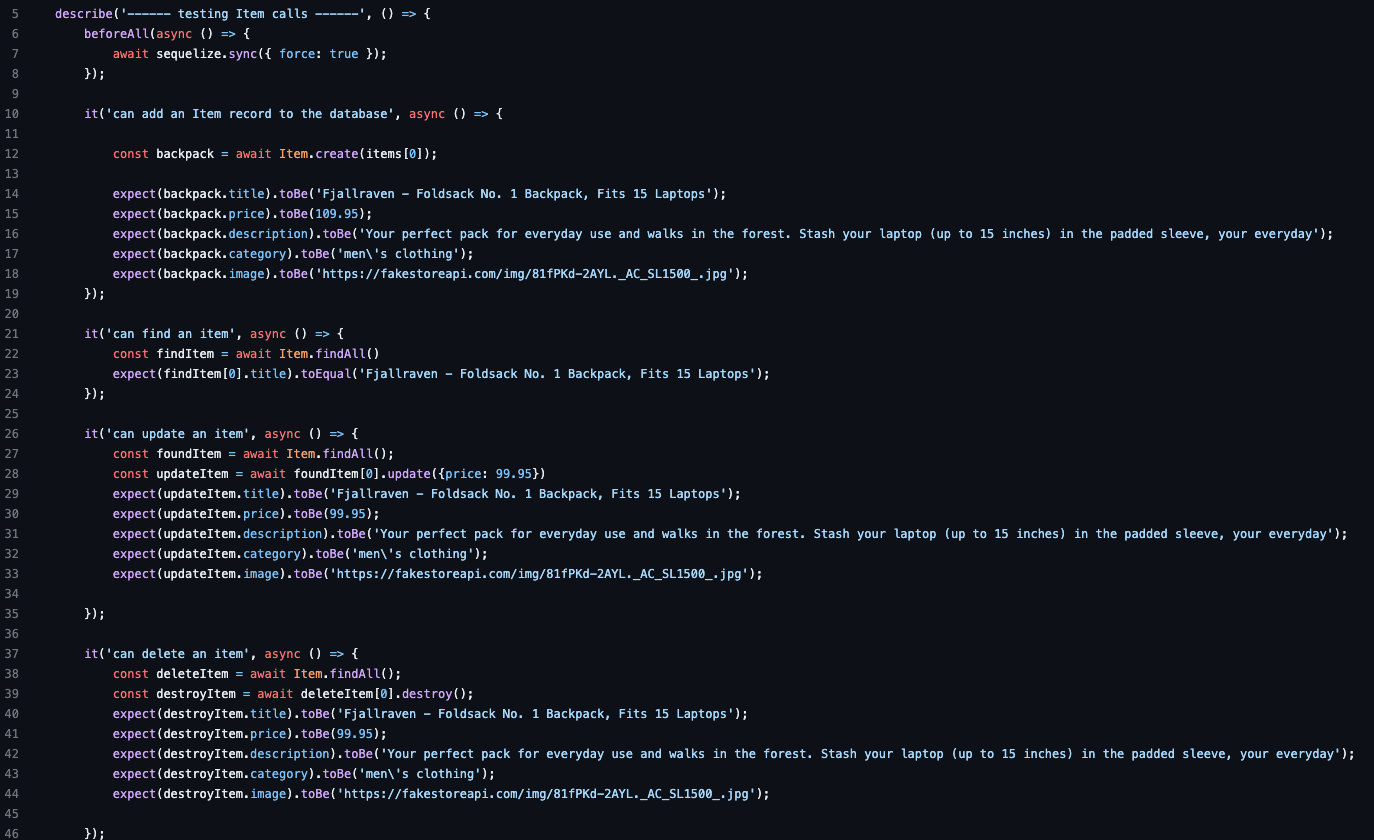 5 describe('------ testing Item calls ------', () => {
6 beforeAll(async () => {
7 await sequelize.sync({ force: true });
8 });
9
10 it('can add an Item record to the database', async () => {
11
12 const backpack = await Item.create(items[0]);
13
14 expect(backpack.title).toBe('Fjallraven - Foldsack No. 1 Backpack, Fits 15 Laptops');
15 expect(backpack.price).toBe(109.95);
16 expect(backpack.description).toBe('Your perfect pack for everyday use and walks in the forest. Stash your laptop (up to 15 inches) in the padded sleeve, your everyday');
17 expect(backpack.category).toBe('men\'s clothing');
18 expect(backpack.image).toBe('https://fakestoreapi.com/img/81fPKd-2AYL._AC_SL1500_.jpg');
19 });
20
21 it('can find an item', async () => {
22 const findItem = await Item.findAll()
23 expect(findItem[0].title).toEqual('Fjallraven - Foldsack No. 1 Backpack, Fits 15 Laptops');
24 });
25
26 it('can update an item', async () => {
27 const foundItem = await Item.findAll();
28 const updateItem = await foundItem[0].update({price: 99.95})
29 expect(updateItem.title).toBe('Fjallraven - Foldsack No. 1 Backpack, Fits 15 Laptops');
30 expect(updateItem.price).toBe(99.95);
31 expect(updateItem.description).toBe('Your perfect pack for everyday use and walks in the forest. Stash your laptop (up to 15 inches) in the padded sleeve, your everyday');
32 expect(updateItem.category).toBe('men\'s clothing');
33 expect(updateItem.image).toBe('https://fakestoreapi.com/img/81fPKd-2AYL._AC_SL1500_.jpg');
34
35 });
36
37 it('can delete an item', async () => {
38 const deleteItem = await Item.findAll();
39 const destroyItem = await deleteItem[0].destroy();
40 expect(destroyItem.title).toBe('Fjallraven - Foldsack No. 1 Backpack, Fits 15 Laptops');
41 expect(destroyItem.price).toBe(99.95);
42 expect(destroyItem.description).toBe('Your perfect pack for everyday use and walks in the forest. Stash your laptop (up to 15 inches) in the padded sleeve, your everyday');
43 expect(destroyItem.category).toBe('men\'s clothing');
44 expect(destroyItem.image).toBe('https://fakestoreapi.com/img/81fPKd-2AYL._AC_SL1500_.jpg');
45
46 });